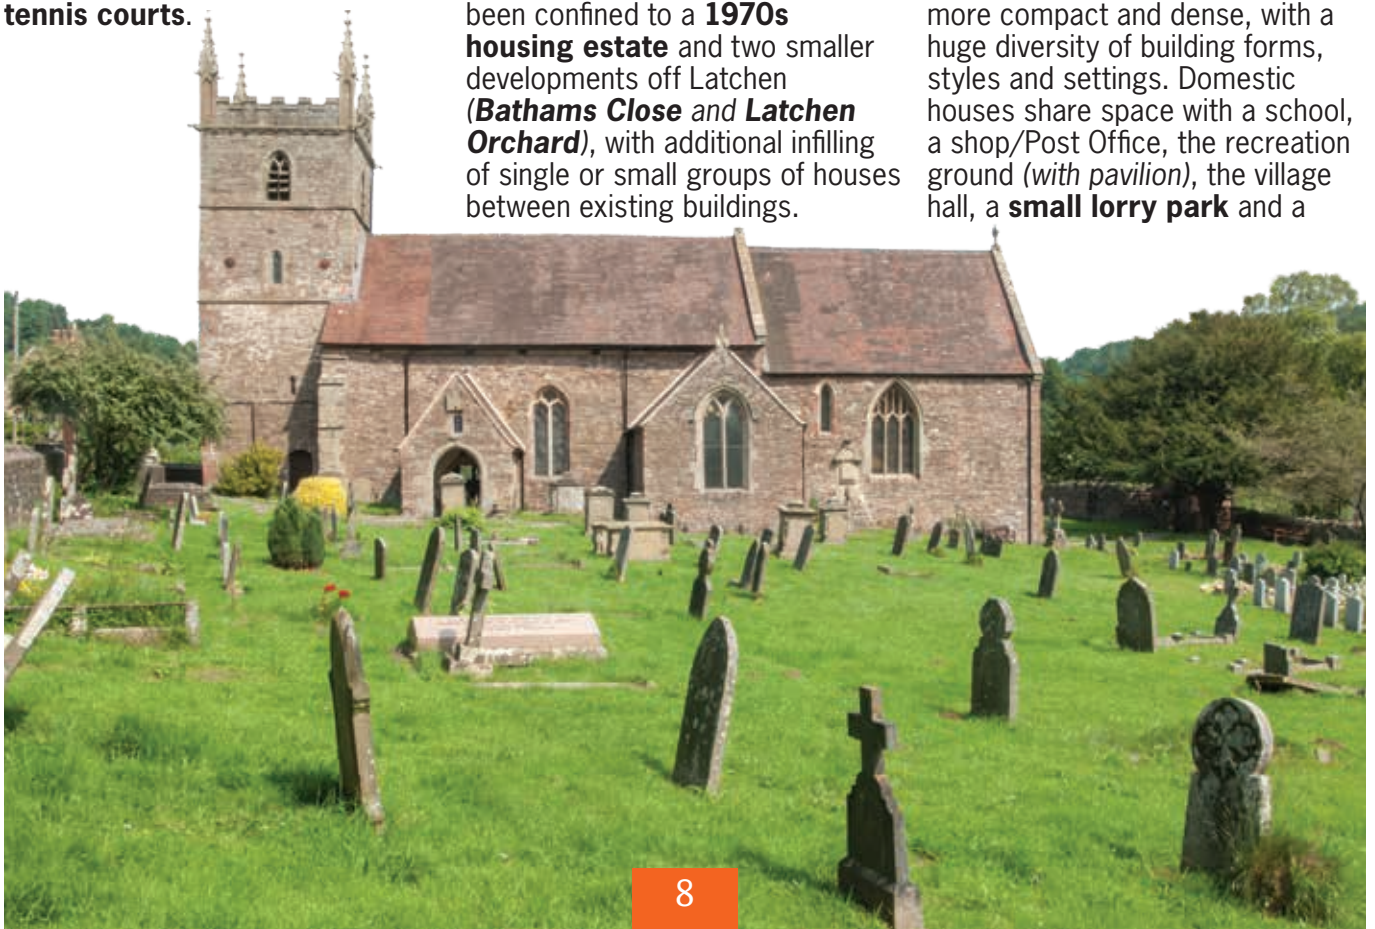 tennis courts.
been confined to a 1970s
housing estate and two smaller
developments off Latchen
(Bathams Close and Latchen
Orchard), with additional infilling
of single or small groups of houses
between existing buildings.
more compact and dense, with a
huge diversity of building forms,
styles and settings. Domestic
houses share space with a school,
a shop/Post Office, the recreation
ground (with pavilion), the village
hall, a small lorry park and a
8